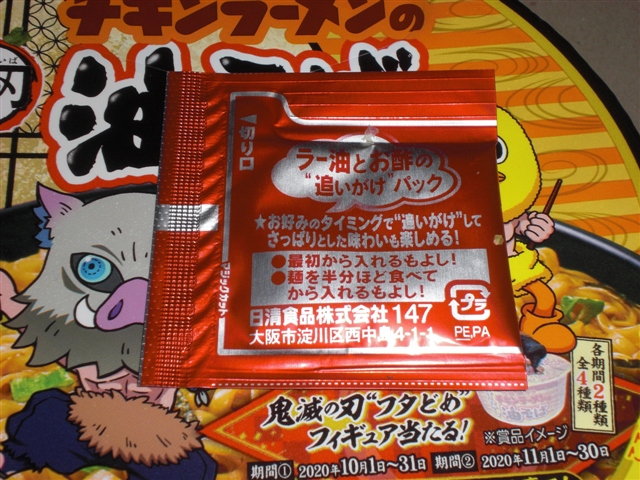 チキンラーメンの
油そば
切り口
ラー油とお酢の
“追いがけ”パック
★お好みのタイミングで“追いがけ”して
さっぱりとした味わいも楽しめる!
●最初から入れるもよし!
●麺を半分ほど食べて
から入れるもよし!
マジックカット
日清食品株式会社 147
大阪市淀川区西中島4-1-1
プラ
PE,PA
各期間2種類
全4種類
鬼滅の刃“フタどめ”
フィギュア当たる!
※賞品イメージ
期間① 2020年10月1日~31日 期間② 2020年11月1日~30日